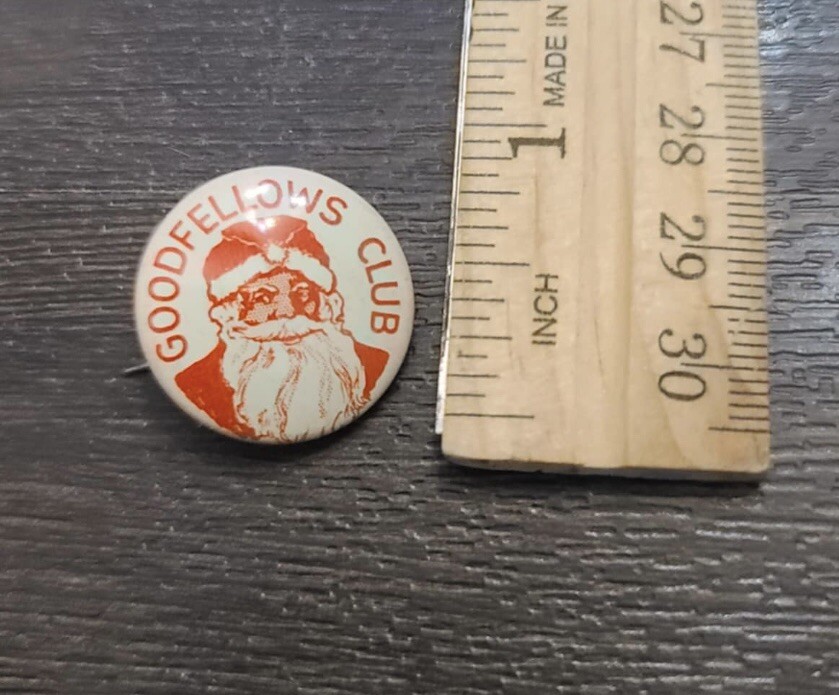 GOODFELLOWS CLUB
1
MADE IN
INCH
27 28 29 30